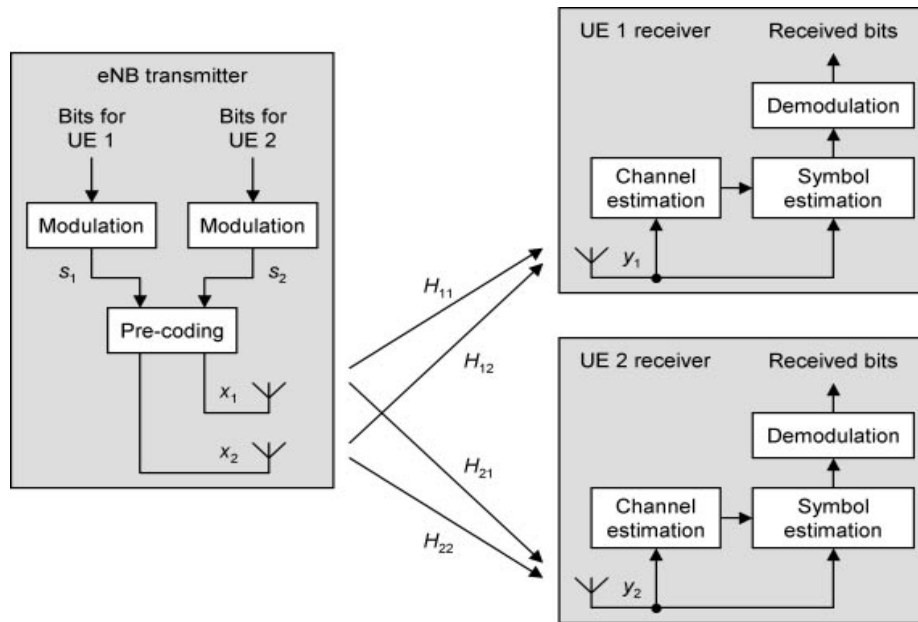 eNB transmitter
Bits for
UE 1
Bits for
UE 2
Modulation
Modulation
s1
s2
Pre-coding
x1
x2
H11
H12
H21
H22
UE 1 receiver
Received bits
Demodulation
Channel
estimation
Symbol
estimation
y1
UE 2 receiver
Received bits
Demodulation
Channel
estimation
Symbol
estimation
y2